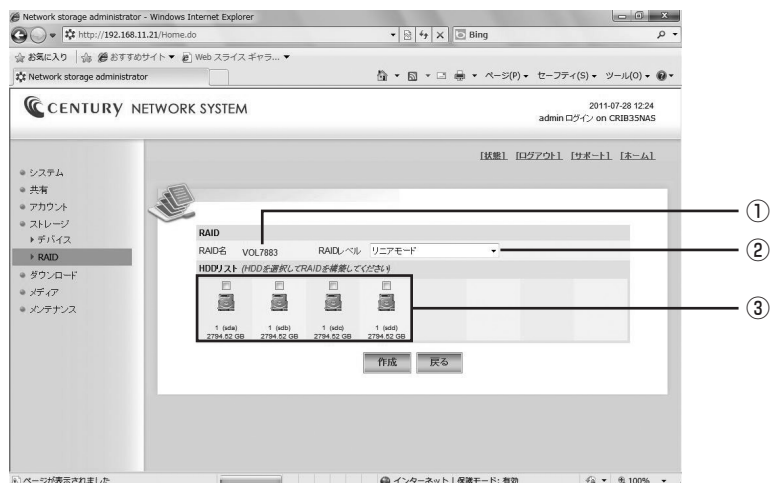 Network storage administrator - Windows Internet Explorer
http://192.168.11.21/Home.do
Bing
お気に入り おすすめサイト ▼ Web スライス ギャラ... ▼
Network storage administrator
ページ(P) ▼ セーフティ(S) ▼ ツール(O) ▼
CENTURY NETWORK SYSTEM
2011-07-28 12:24
admin ログイン on CRIB35NAS
[状態] [ログアウト] [サポート] [ホーム]
システム
共有
アカウント
ストレージ
デバイス
RAID
ダウンロード
メディア
メンテナンス
RAID
RAID名 VOL7883 RAIDレベル リニアモード
HDDリスト (HDDを選択してRAIDを構築してください)
1 (sda) 1 (sdb) 1 (sdc) 1 (sdd)
2794.52 GB 2794.52 GB 2794.52 GB 2794.52 GB
作成 戻る
①
②
③
ページが表示されました
インターネット | 保護モード: 有効
100%